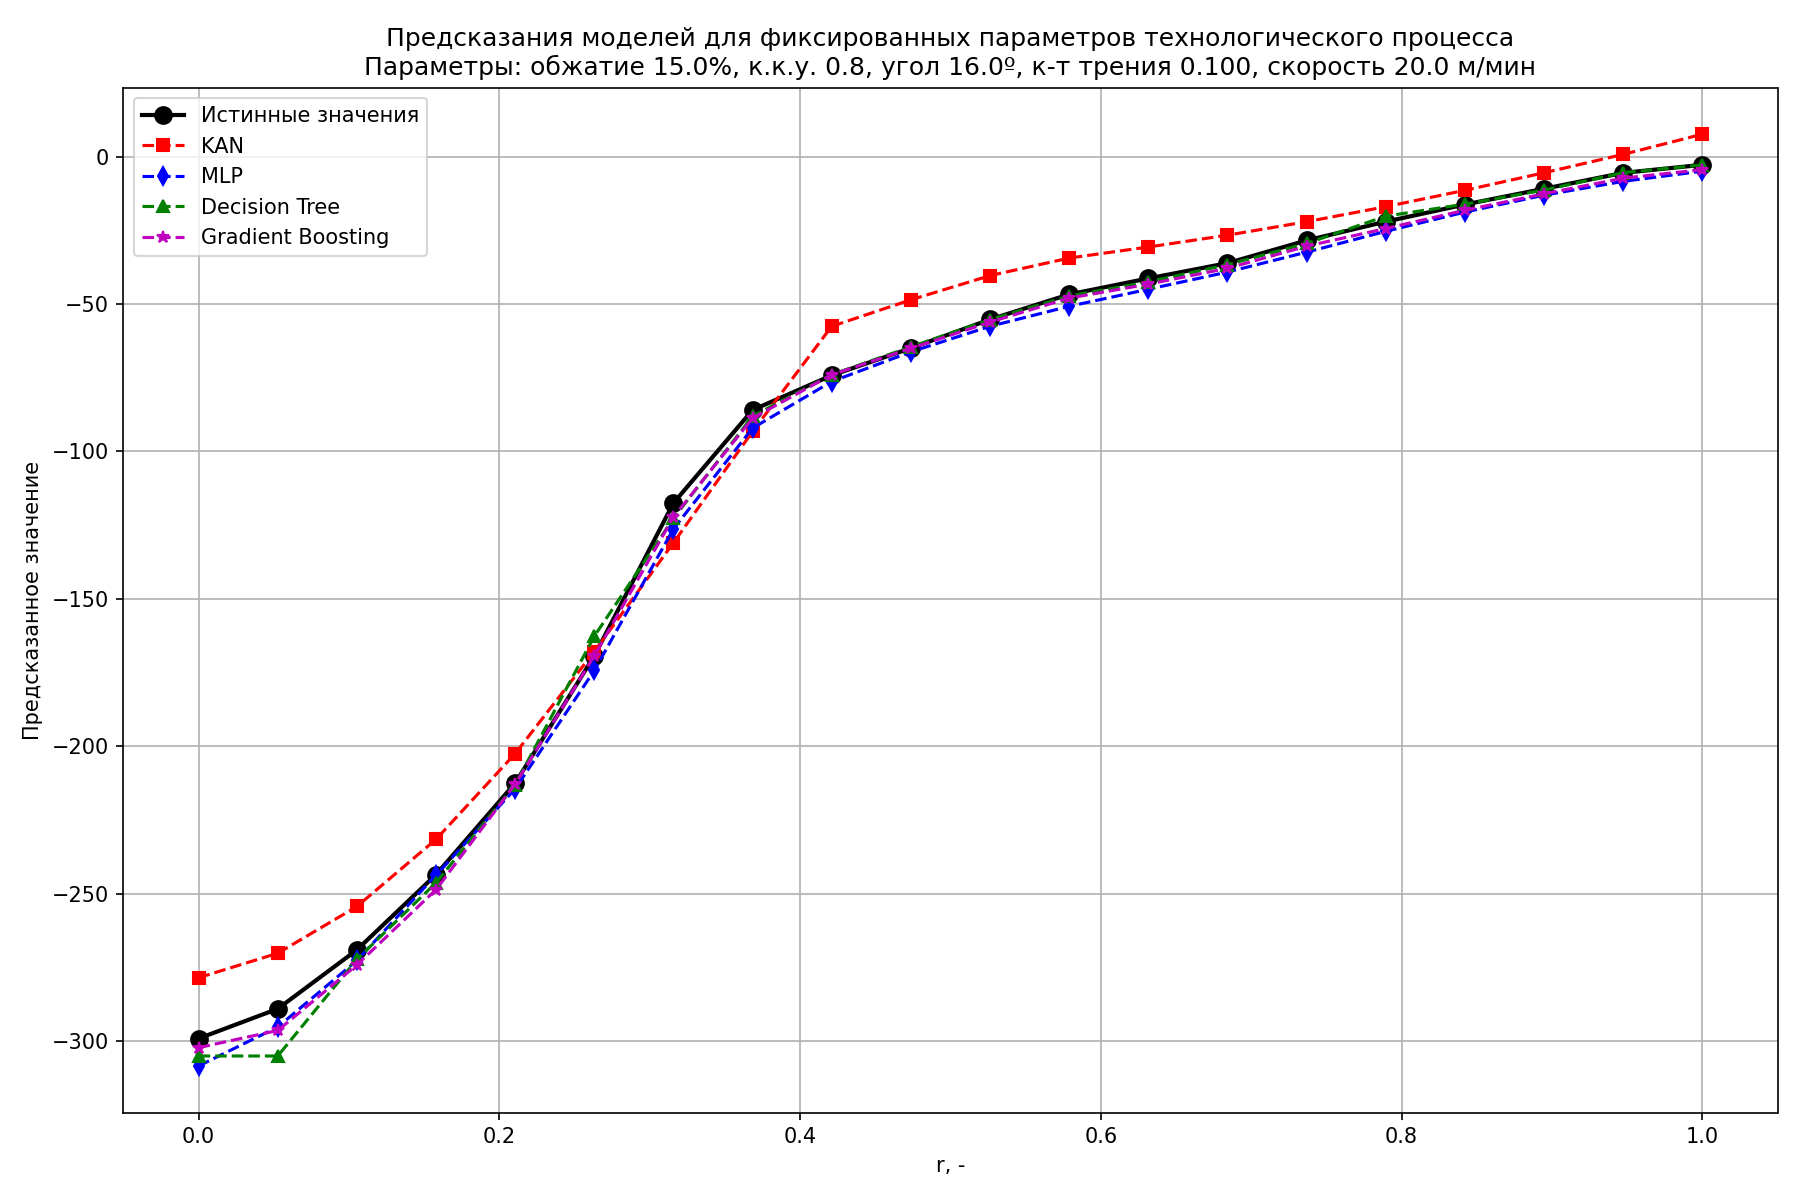 Предсказания моделей для фиксированных параметров технологического процесса
Параметры: обжатие 15.0%, к.к.у. 0.8, угол 16.0º, к-т трения 0.100, скорость 20.0 м/мин
Истинные значения
KAN
MLP
Decision Tree
Gradient Boosting
Предсказанное значение
0
−50
−100
−150
−200
−250
−300
0.0
0.2
0.4
0.6
0.8
1.0
r, -